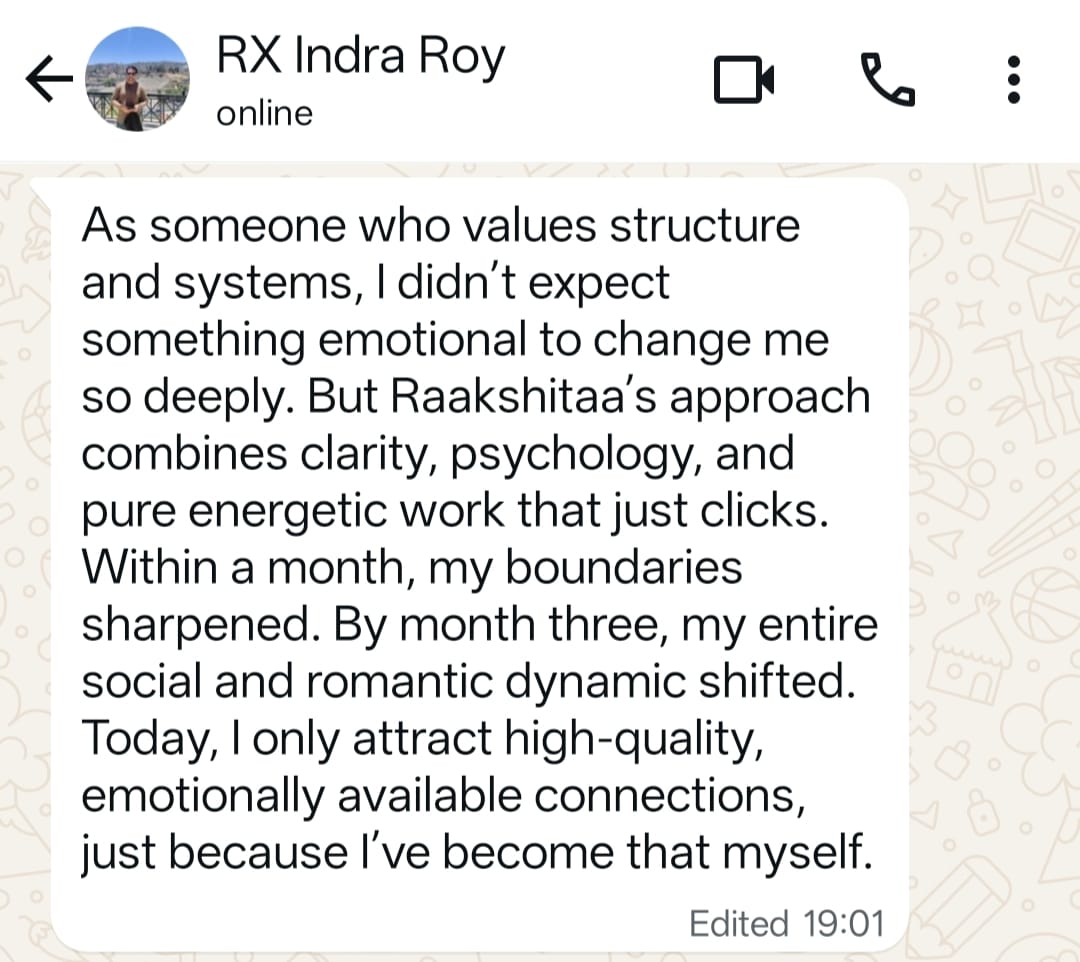 RX Indra Roy
online
As someone who values structure
and systems, I didn't expect
something emotional to change me
so deeply. But Raakshitaa's approach
combines clarity, psychology, and
pure energetic work that just clicks.
Within a month, my boundaries
sharpened. By month three, my entire
social and romantic dynamic shifted.
Today, I only attract high-quality,
emotionally available connections,
just because I've become that myself.
Edited 19:01